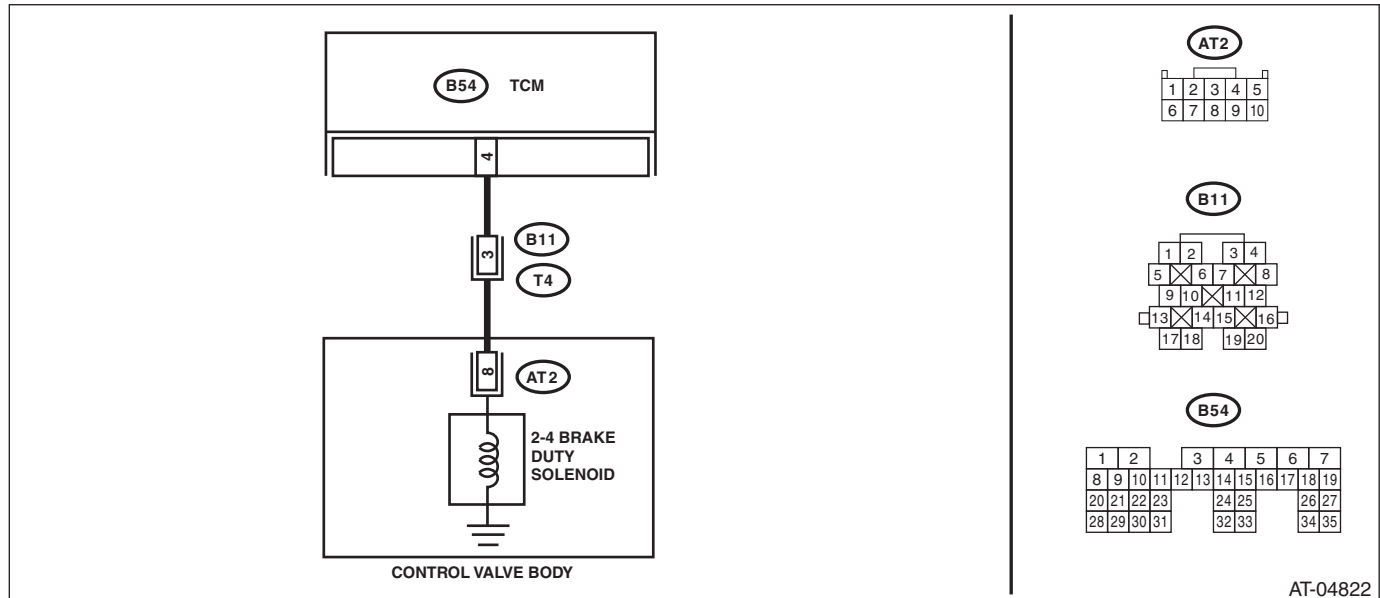 B54 TCM
4
3
B11
T4
8
AT2
2-4 BRAKE
DUTY
SOLENOID
CONTROL VALVE BODY
AT2
1 2 3 4 5
6 7 8 9 10
B11
1 2 3 4
5 6 7 8
9 10 11 12
13 14 15 16
17 18 19 20
B54
1 2 3 4 5 6 7
8 9 10 11 12 13 14 15 16 17 18 19
20 21 22 23 24 25 26 27
28 29 30 31 32 33 34 35
AT-04822